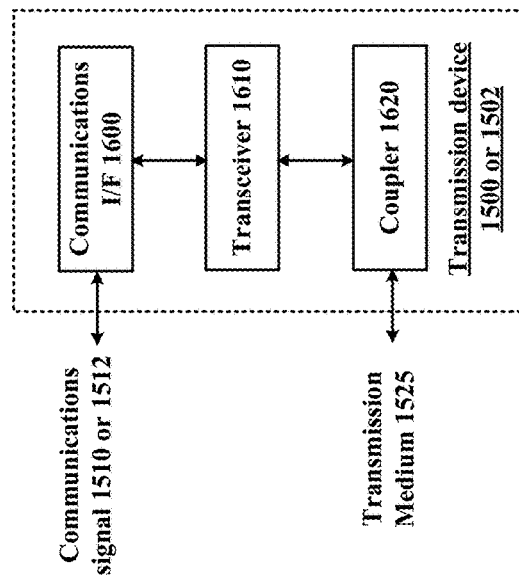 Communications
signal 1510 or 1512
Communications
I/F 1600
Transceiver 1610
Transmission
Medium 1525
Coupler 1620
Transmission device
1500 or 1502